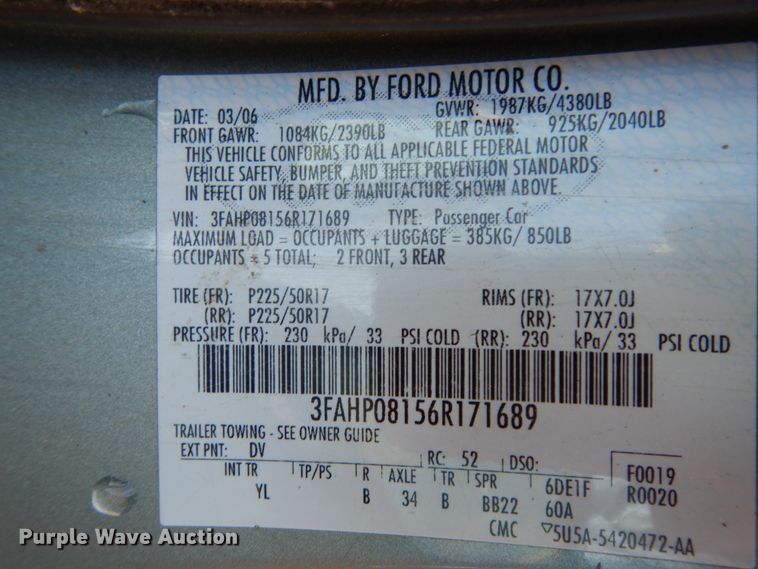 MFD. BY FORD MOTOR CO.
DATE: 03/06 GVWR: 1987KG/4380LB
FRONT GAWR: 1084KG/2390LB REAR GAWR: 925KG/2040LB
THIS VEHICLE CONFORMS TO ALL APPLICABLE FEDERAL MOTOR
VEHICLE SAFETY, BUMPER, AND THEFT PREVENTION STANDARDS
IN EFFECT ON THE DATE OF MANUFACTURE SHOWN ABOVE.
VIN: 3FAHP08156R171689 TYPE: Passenger Car
MAXIMUM LOAD = OCCUPANTS + LUGGAGE = 385KG/ 850LB
OCCUPANTS = 5 TOTAL; 2 FRONT, 3 REAR
TIRE (FR): P225/50R17 RIMS (FR): 17X7.0J
(RR): P225/50R17 (RR): 17X7.0J
PRESSURE (FR): 230 kPa/ 33 PSI COLD (RR): 230 kPa/ 33 PSI COLD
3FAHP08156R171689
TRAILER TOWING - SEE OWNER GUIDE
EXT PNT: DV RC: 52 DSO: F0019
INT TR TP/PS R AXLE TR SPR 6DE1F R0020
YL B 34 B BB22 60A
CMC 5U5A-5420472-AA
Purple Wave Auction